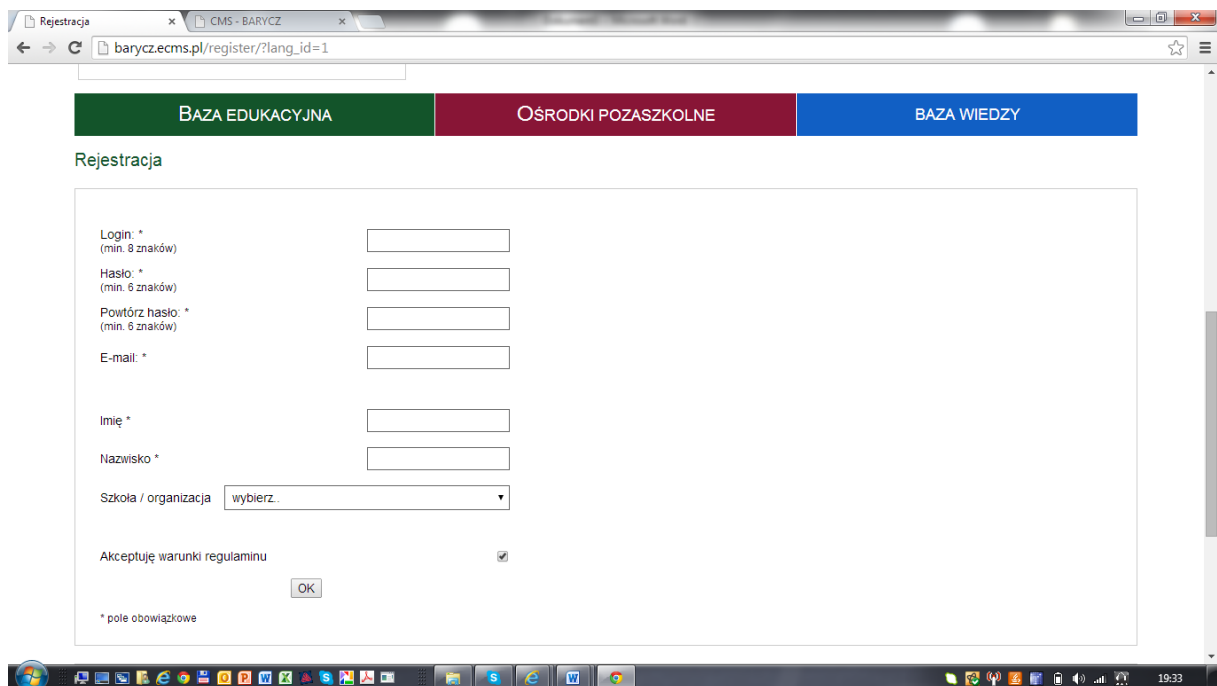 Rejestracja
CMS - BARYCZ
barycz.ecms.pl/register/?lang_id=1
BAZA EDUKACYJNA
OŚRODKI POZASZKOLNE
BAZA WIEDZY
Rejestracja
Login: *
(min. 8 znaków)
Hasło: *
(min. 6 znaków)
Powtórz hasło: *
(min. 6 znaków)
E-mail: *
Imię *
Nazwisko *
Szkoła / organizacja wybierz..
Akceptuję warunki regulaminu
OK
* pole obowiązkowe
19:33